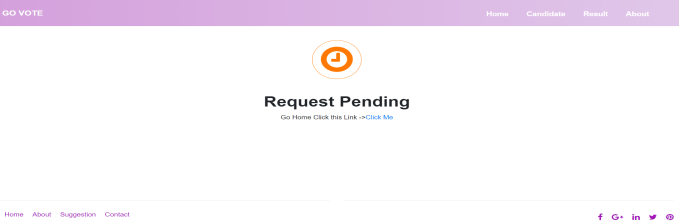 GO VOTE Home Candidate Result About
Request Pending
Go Home Click this Link ->Click Me
Home About Suggestion Contact